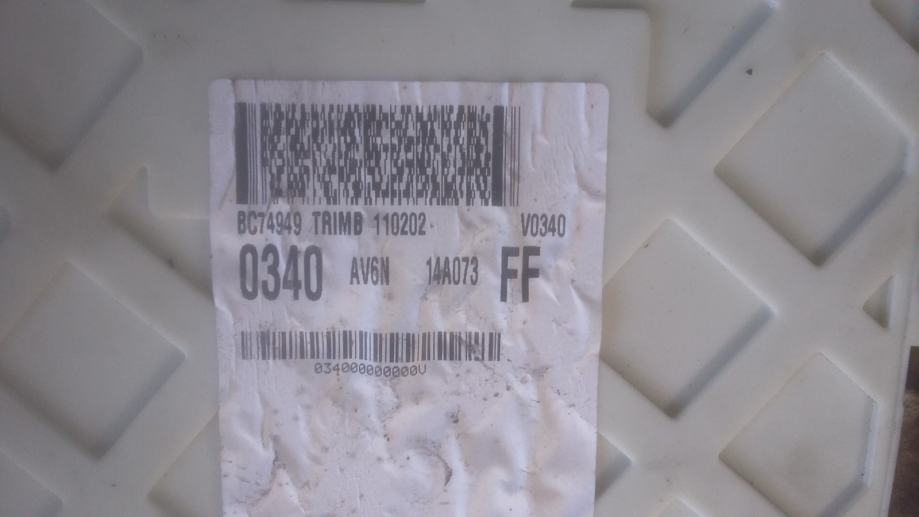 BC74949 TRIMB 110202 V0340
0340 AV6N 14A073 FF
034000000000V